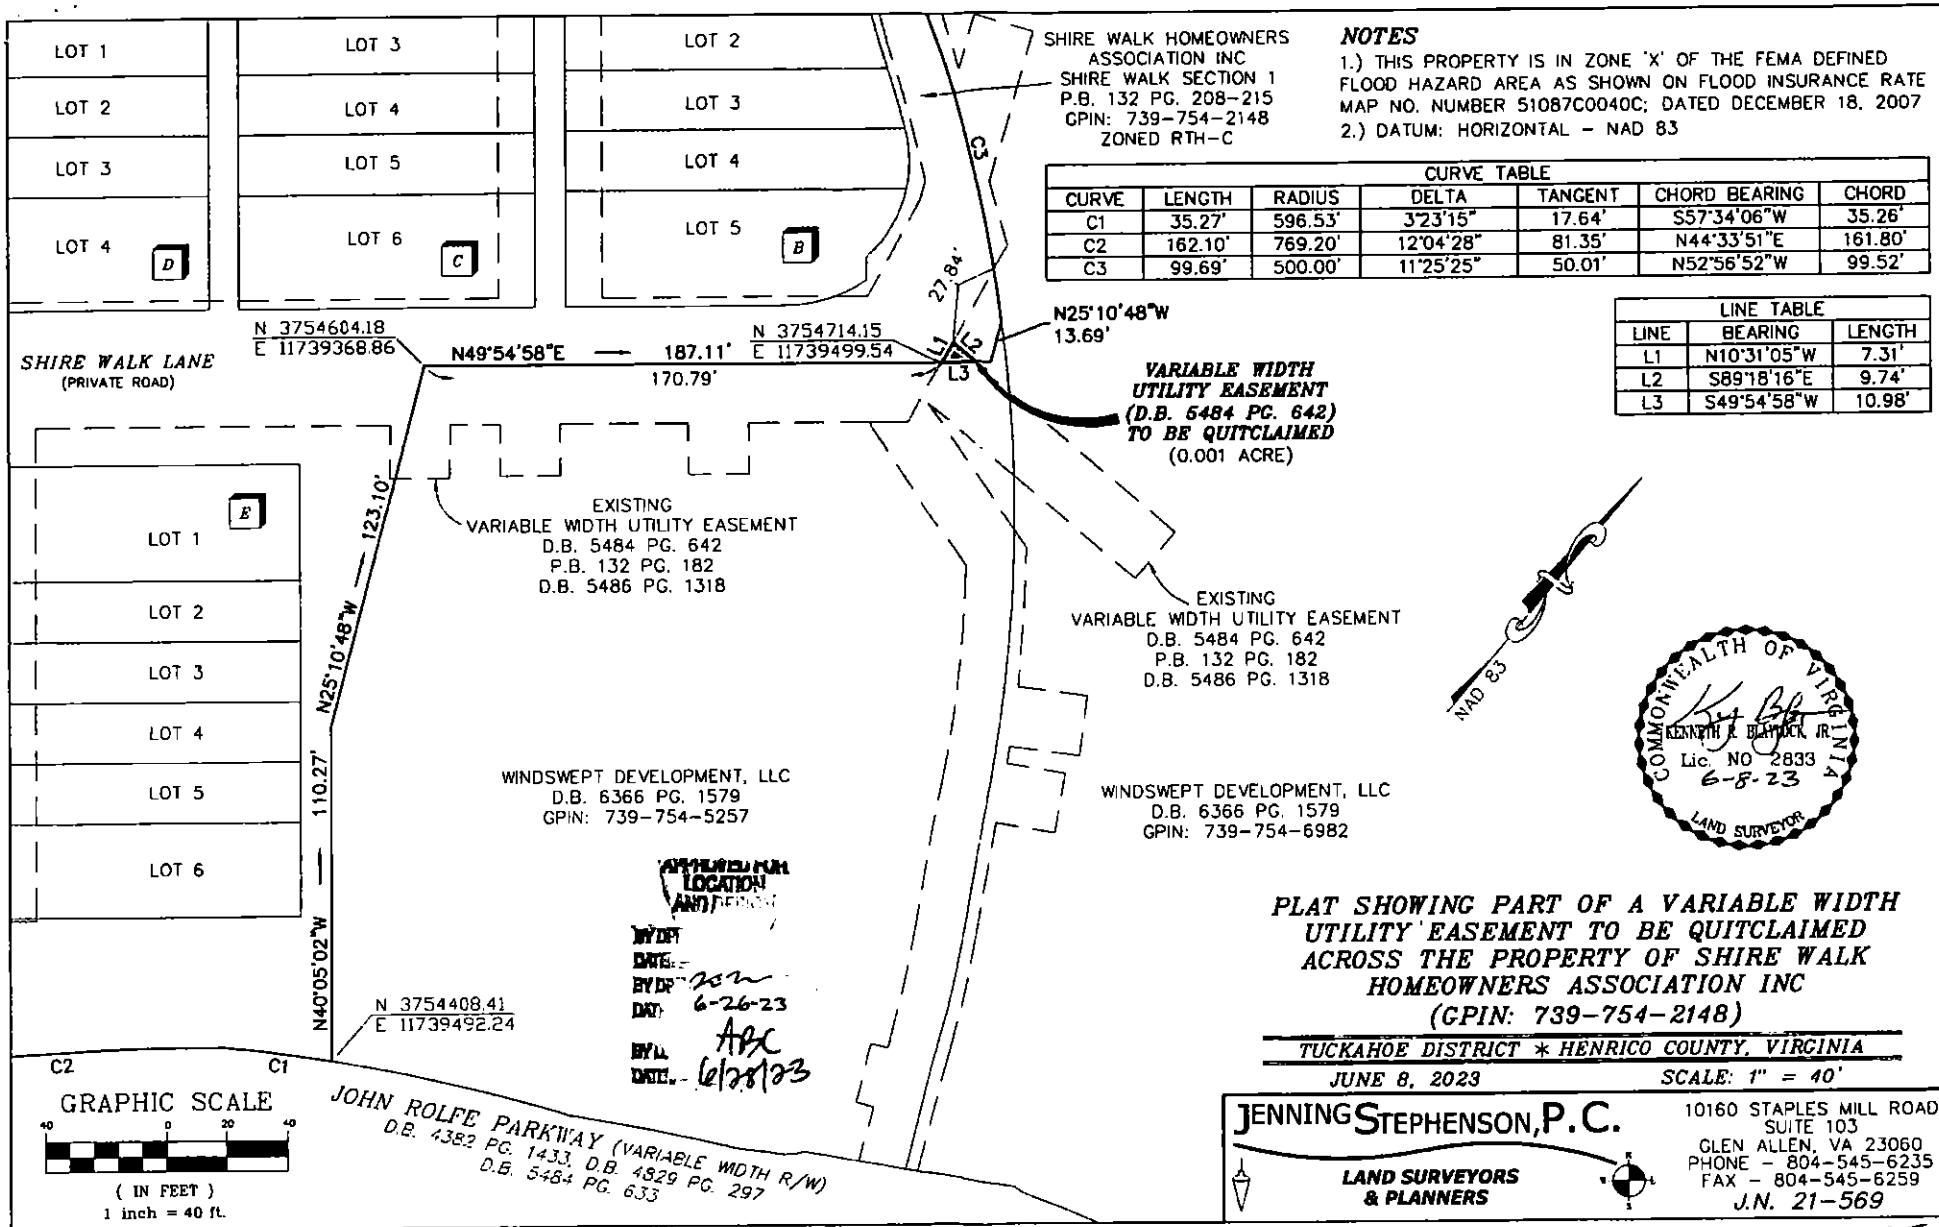 LOT 1
LOT 2
LOT 3
LOT 4
D
LOT 3
LOT 4
LOT 5
LOT 6
C
LOT 2
LOT 3
LOT 4
LOT 5
B
SHIRE WALK HOMEOWNERS
ASSOCIATION INC
SHIRE WALK SECTION 1
P.B. 132 PG. 208-215
GPIN: 739-754-2148
ZONED RTH-C
NOTES
1.) THIS PROPERTY IS IN ZONE 'X' OF THE FEMA DEFINED
FLOOD HAZARD AREA AS SHOWN ON FLOOD INSURANCE RATE
MAP NO. NUMBER 51087C0040C; DATED DECEMBER 18, 2007
2.) DATUM: HORIZONTAL - NAD 83
C3
CURVE TABLE
CURVE LENGTH RADIUS DELTA TANGENT CHORD BEARING CHORD
C1 35.27' 596.53' 3°23'15" 17.64' S57°34'06"W 35.26'
C2 162.10' 769.20' 12°04'28" 81.35' N44°33'51"E 161.80'
C3 99.69' 500.00' 11°25'25" 50.01' N52°56'52"W 99.52'
LINE TABLE
LINE BEARING LENGTH
L1 N10°31'05"W 7.31'
L2 S89°18'16"E 9.74'
L3 S49°54'58"W 10.98'
27.84'
N25°10'48"W
13.69'
N 3754604.18
E 11739368.86
N 3754714.15
E 11739499.54
SHIRE WALK LANE
(PRIVATE ROAD)
N49°54'58"E 187.11'
170.79'
L1
L2
L3
VARIABLE WIDTH
UTILITY EASEMENT
(D.B. 5484 PG. 642)
TO BE QUITCLAIMED
(0.001 ACRE)
E
LOT 1
LOT 2
LOT 3
LOT 4
LOT 5
LOT 6
N25°10'48"W 123.10'
N40°05'02"W 110.27'
EXISTING
VARIABLE WIDTH UTILITY EASEMENT
D.B. 5484 PG. 642
P.B. 132 PG. 182
D.B. 5486 PG. 1318
EXISTING
VARIABLE WIDTH UTILITY EASEMENT
D.B. 5484 PG. 642
P.B. 132 PG. 182
D.B. 5486 PG. 1318
NAD 83
COMMONWEALTH OF VIRGINIA
KENNETH R. BLAYLOCK, JR.
Lic. NO 2833
6-8-23
LAND SURVEYOR
WINDSWEPT DEVELOPMENT, LLC
D.B. 6366 PG. 1579
GPIN: 739-754-5257
WINDSWEPT DEVELOPMENT, LLC
D.B. 6366 PG. 1579
GPIN: 739-754-6982
APPROVED FOR
LOCATION
AND DESIGN
BY DP
DATE:
BY DP
DATE 6-26-23
BY ABC
DATE 6/28/23
N 3754408.41
E 11739492.24
C2
C1
JOHN ROLFE PARKWAY (VARIABLE WIDTH R/W)
D.B. 4382 PG. 1433, D.B. 4829 PG. 297
D.B. 5484 PG. 633
GRAPHIC SCALE
40 0 20 40
( IN FEET )
1 inch = 40 ft.
PLAT SHOWING PART OF A VARIABLE WIDTH
UTILITY EASEMENT TO BE QUITCLAIMED
ACROSS THE PROPERTY OF SHIRE WALK
HOMEOWNERS ASSOCIATION INC
(GPIN: 739-754-2148)
TUCKAHOE DISTRICT * HENRICO COUNTY, VIRGINIA
JUNE 8, 2023 SCALE: 1" = 40'
JENNINGSTEPHENSON, P.C.
LAND SURVEYORS
& PLANNERS
10160 STAPLES MILL ROAD
SUITE 103
GLEN ALLEN, VA 23060
PHONE - 804-545-6235
FAX - 804-545-6259
J.N. 21-569